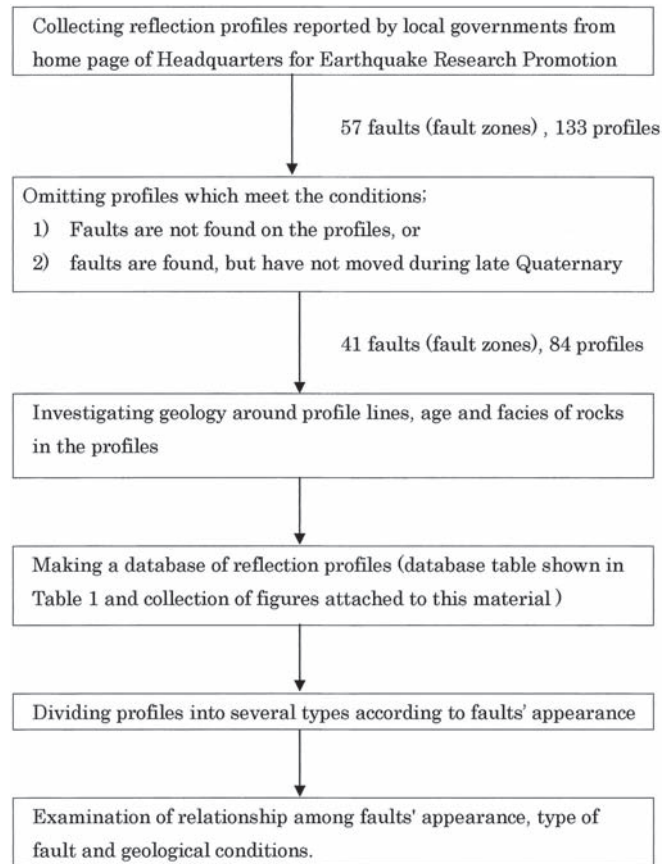 Collecting reflection profiles reported by local governments from
home page of Headquarters for Earthquake Research Promotion
57 faults (fault zones) , 133 profiles
Omitting profiles which meet the conditions;
1) Faults are not found on the profiles, or
2) faults are found, but have not moved during late Quaternary
41 faults (fault zones), 84 profiles
Investigating geology around profile lines, age and facies of rocks
in the profiles
Making a database of reflection profiles (database table shown in
Table 1 and collection of figures attached to this material )
Dividing profiles into several types according to faults' appearance
Examination of relationship among faults' appearance, type of
fault and geological conditions.